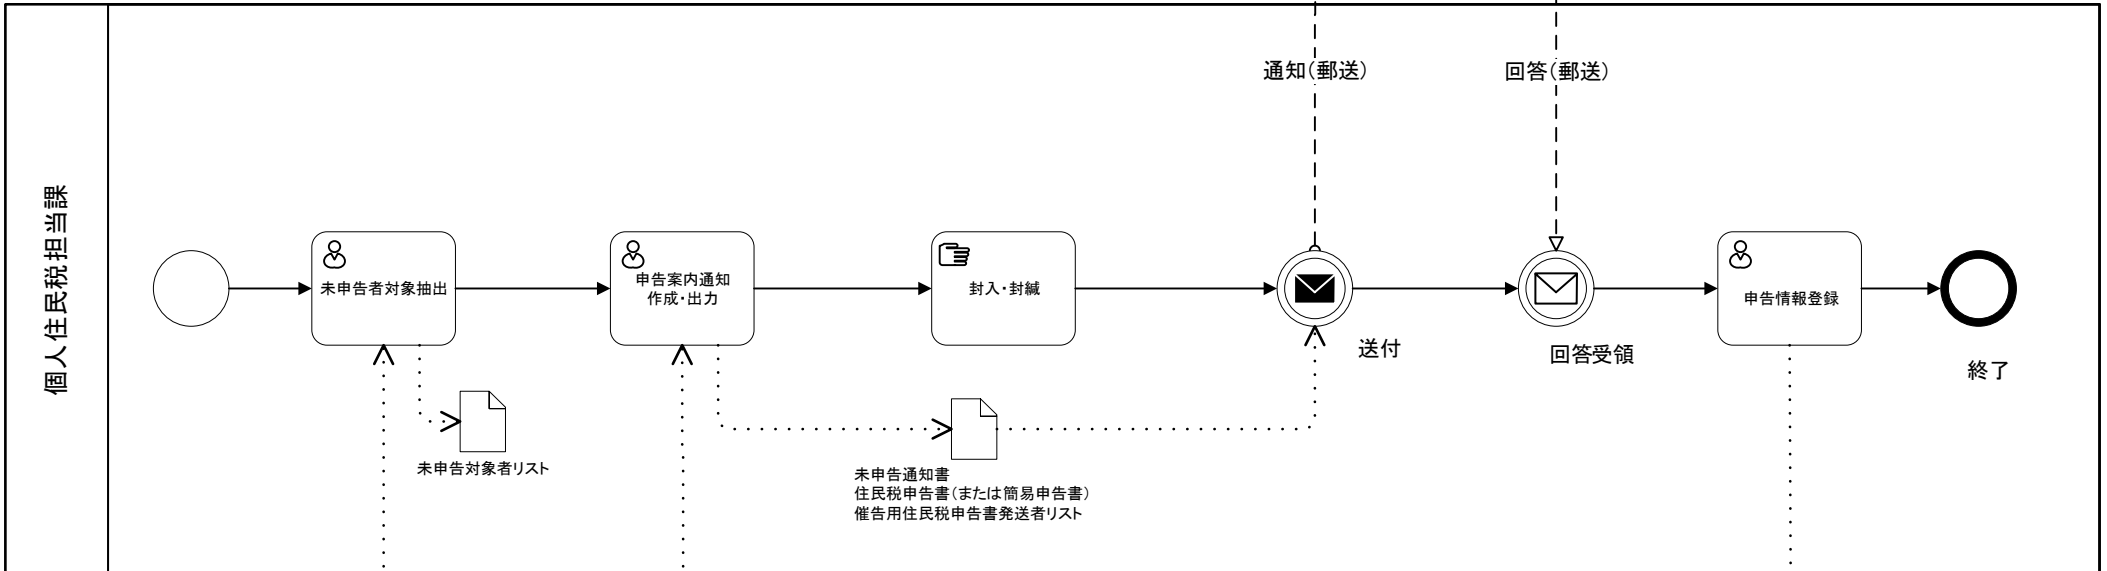 個人住民税担当課
通知(郵送)
回答(郵送)
未申告者対象抽出
申告案内通知
作成・出力
封入・封緘
送付
回答受領
申告情報登録
終了
未申告対象者リスト
未申告通知書
住民税申告書(または簡易申告書)
催告用住民税申告書発送者リスト